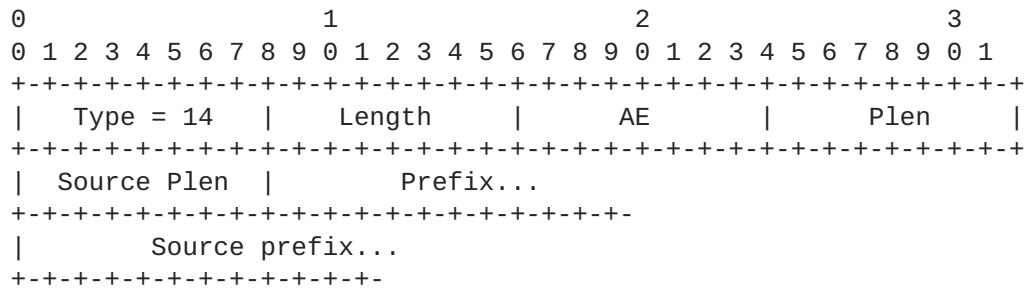 0                   1                   2                   3
0 1 2 3 4 5 6 7 8 9 0 1 2 3 4 5 6 7 8 9 0 1 2 3 4 5 6 7 8 9 0 1
+-+-+-+-+-+-+-+-+-+-+-+-+-+-+-+-+-+-+-+-+-+-+-+-+-+-+-+-+-+-+-+-+
|   Type = 14   |    Length     |      AE       |      Plen     |
+-+-+-+-+-+-+-+-+-+-+-+-+-+-+-+-+-+-+-+-+-+-+-+-+-+-+-+-+-+-+-+-+
|  Source Plen  |        Prefix...
+-+-+-+-+-+-+-+-+-+-+-+-+-+-+-+-+-+-+-+-
|        Source prefix...
+-+-+-+-+-+-+-+-+-+-+-+-